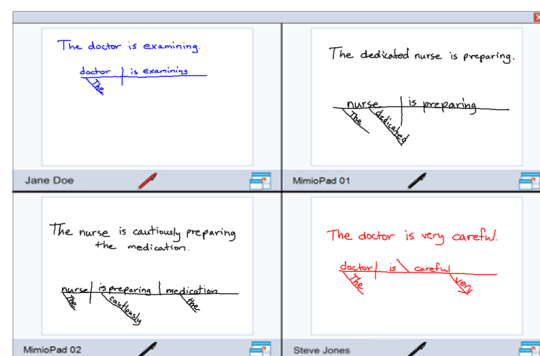 The doctor is examining.
doctor is examining
The
Jane Doe
The dedicated nurse is preparing.
nurse is preparing
The dedicated
MimioPad 01
The nurse is cautiously preparing
the medication.
nurse is preparing medication
The cautiously the
MimioPad 02
The doctor is very careful.
doctor is careful
The very
Steve Jones